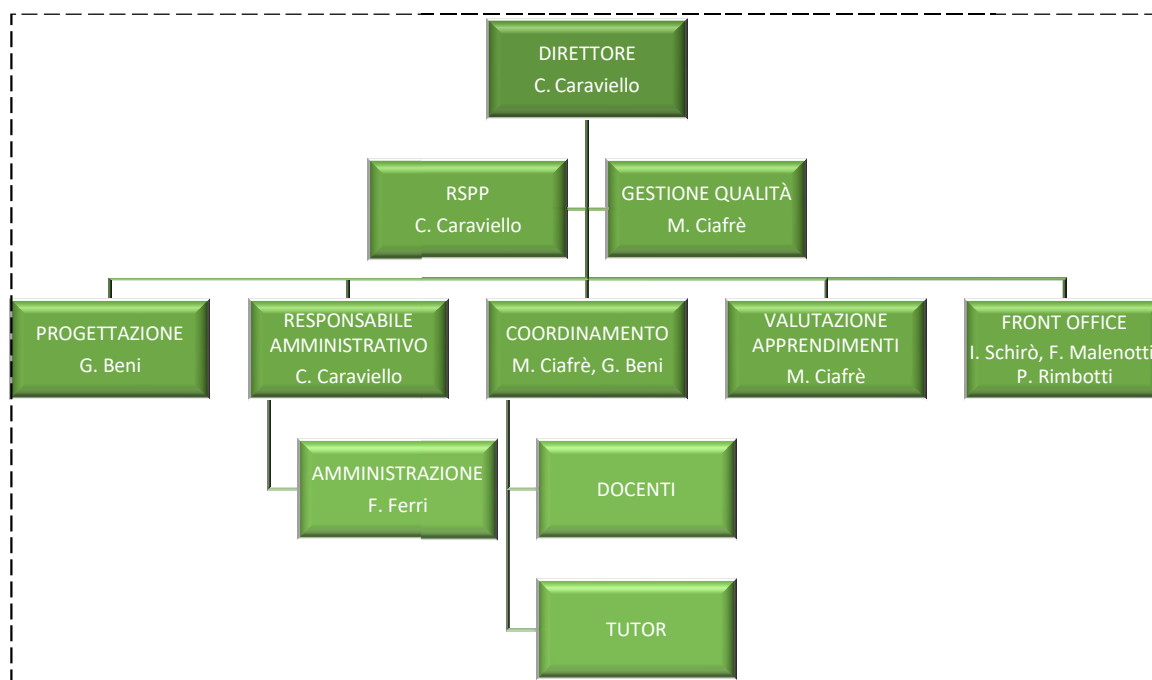 DIRETTORE
C. Caraviello
RSPP
C. Caraviello
GESTIONE QUALITÀ
M. Ciafrè
PROGETTAZIONE
G. Beni
RESPONSABILE
AMMINISTRATIVO
C. Caraviello
COORDINAMENTO
M. Ciafrè, G. Beni
VALUTAZIONE
APPRENDIMENTI
M. Ciafrè
FRONT OFFICE
I. Schirò, F. Malenotti
P. Rimbotti
AMMINISTRAZIONE
F. Ferri
DOCENTI
TUTOR